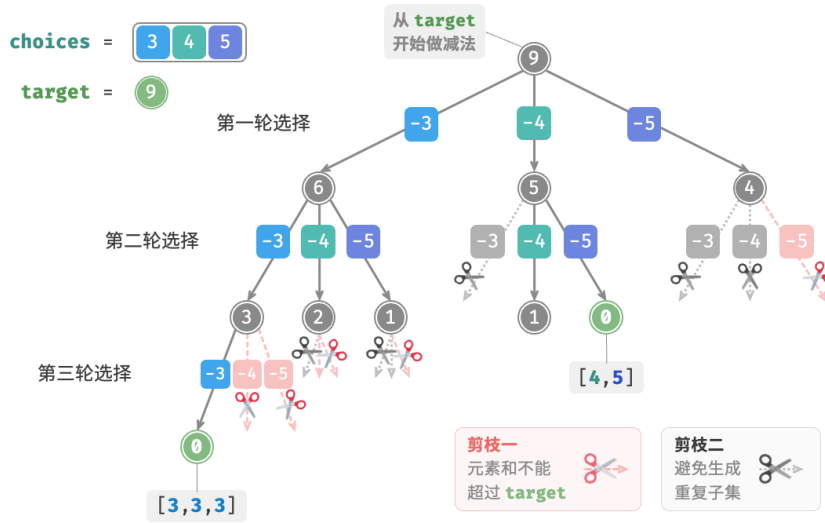 从 target
开始做减法
choices = 3 4 5
9
target = 9
第一轮选择
-3 -4 -5
6 5 4
第二轮选择
-3 -4 -5 -3 -4 -5 -3 -4 -5
3 2 1 1 0
第三轮选择
-3 -4 -5
[4,5]
0
剪枝一
元素和不能
超过 target
剪枝二
避免生成
重复子集
[3,3,3]